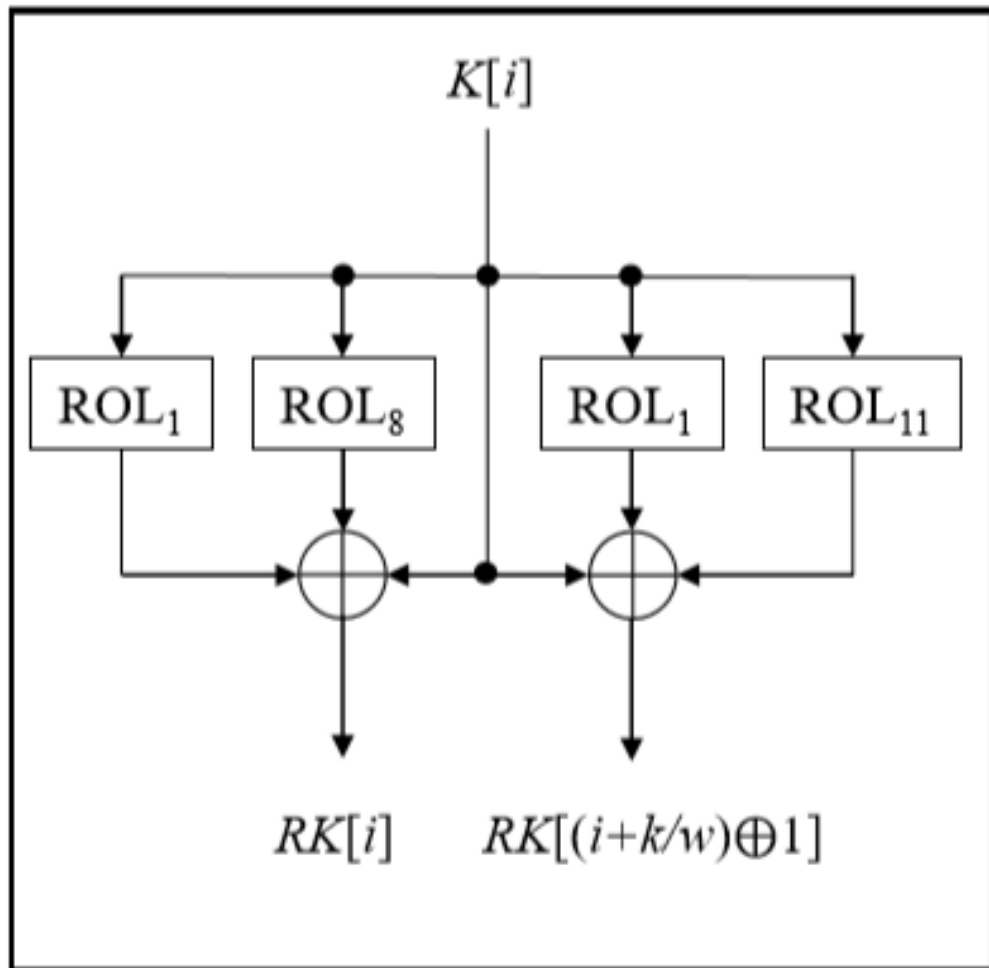 K[i]
ROL₁ ROL₈ ROL₁ ROL₁₁
RK[i] RK[(i+k/w)⊕1]